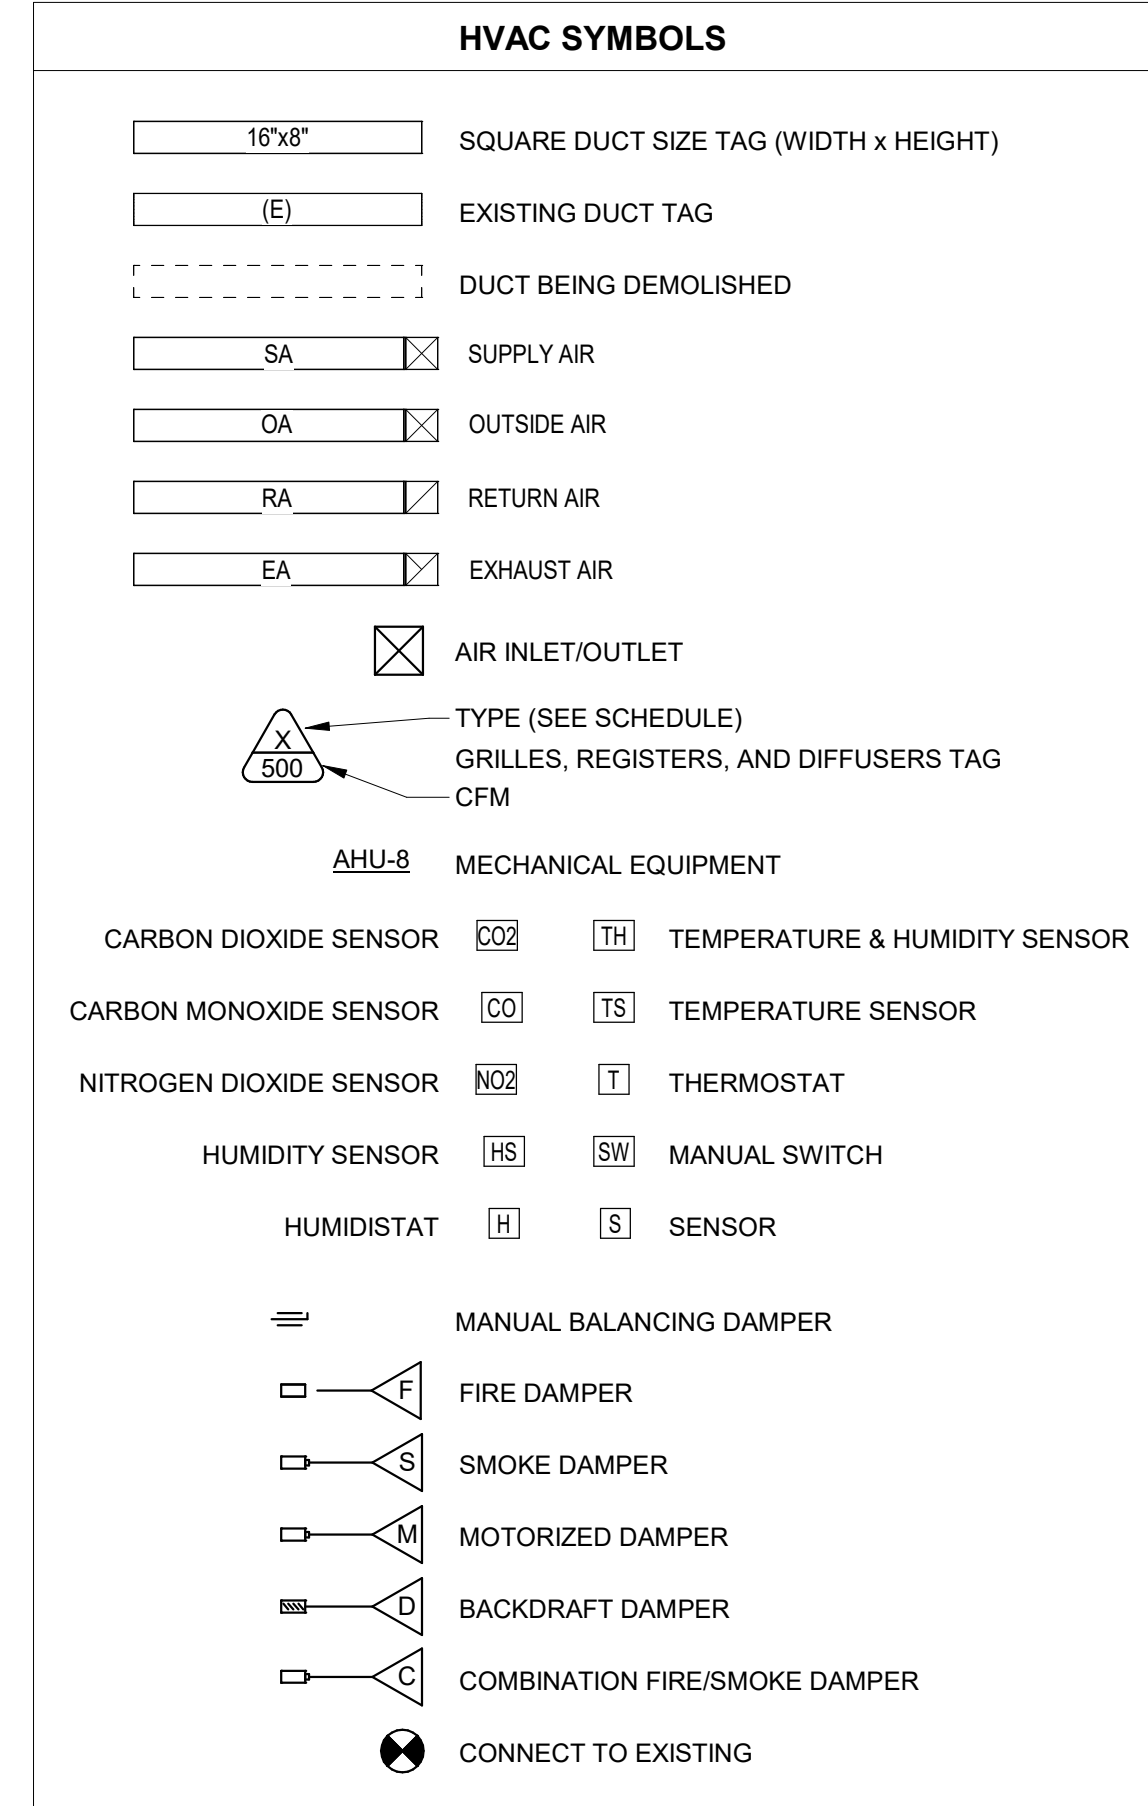 HVAC SYMBOLS
16"x8" SQUARE DUCT SIZE TAG (WIDTH x HEIGHT)
(E) EXISTING DUCT TAG
DUCT BEING DEMOLISHED
SA SUPPLY AIR
OA OUTSIDE AIR
RA RETURN AIR
EA EXHAUST AIR
AIR INLET/OUTLET
TYPE (SEE SCHEDULE)
X
GRILLES, REGISTERS, AND DIFFUSERS TAG
500
CFM
AHU-8 MECHANICAL EQUIPMENT
CARBON DIOXIDE SENSOR CO2 TH TEMPERATURE & HUMIDITY SENSOR
CARBON MONOXIDE SENSOR CO TS TEMPERATURE SENSOR
NITROGEN DIOXIDE SENSOR NO2 T THERMOSTAT
HUMIDITY SENSOR HS SW MANUAL SWITCH
HUMIDISTAT H S SENSOR
MANUAL BALANCING DAMPER
F FIRE DAMPER
S SMOKE DAMPER
M MOTORIZED DAMPER
D BACKDRAFT DAMPER
C COMBINATION FIRE/SMOKE DAMPER
CONNECT TO EXISTING